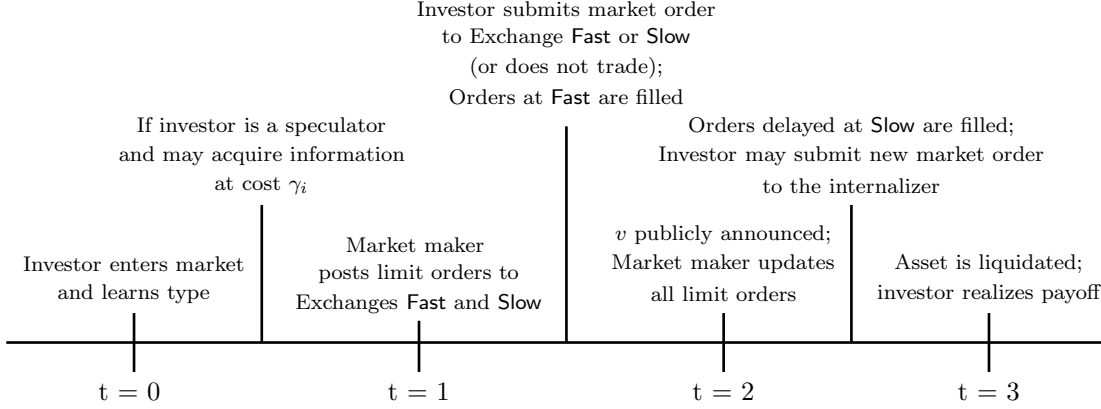 Investor submits market order
to Exchange Fast or Slow
(or does not trade);
Orders at Fast are filled
If investor is a speculator
and may acquire information
at cost γᵢ
Orders delayed at Slow are filled;
Investor may submit new market order
to the internalizer
Investor enters market
and learns type
Market maker
posts limit orders to
Exchanges Fast and Slow
v publicly announced;
Market maker updates
all limit orders
Asset is liquidated;
investor realizes payoff
t = 0
t = 1
t = 2
t = 3